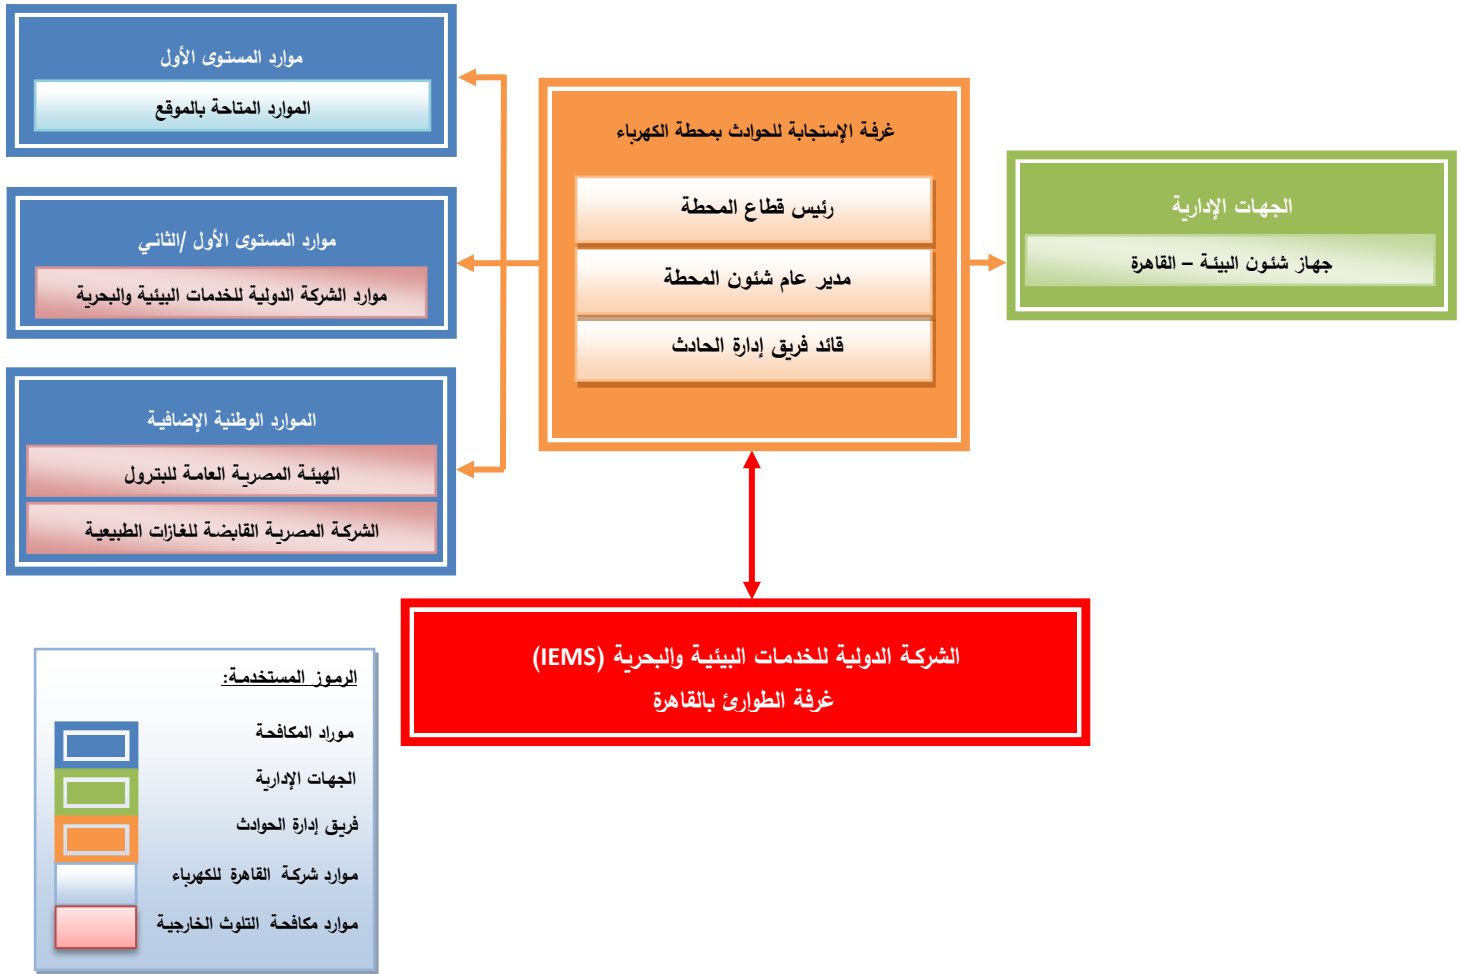 موارد المستوى الأول
الموارد المتاحة بالموقع
موارد المستوى الأول /الثاني
موارد الشركة الدولية للخدمات البيئية والبحرية
الموارد الوطنية الإضافية
الهيئة المصرية العامة للبترول
الشركة المصرية القابضة للغازات الطبيعية
غرفة الإستجابة للحوادث بمحطة الكهرباء
رئيس قطاع المحطة
مدير عام شئون المحطة
قائد فريق إدارة الحادث
الجهات الإدارية
جهاز شئون البيئة – القاهرة
الشركة الدولية للخدمات البيئية والبحرية (IEMS)
غرفة الطوارئ بالقاهرة
الرموز المستخدمة:
موراد المكافحة
الجهات الإدارية
فريق إدارة الحوادث
موارد شركة القاهرة للكهرباء
موارد مكافحة التلوث الخارجية